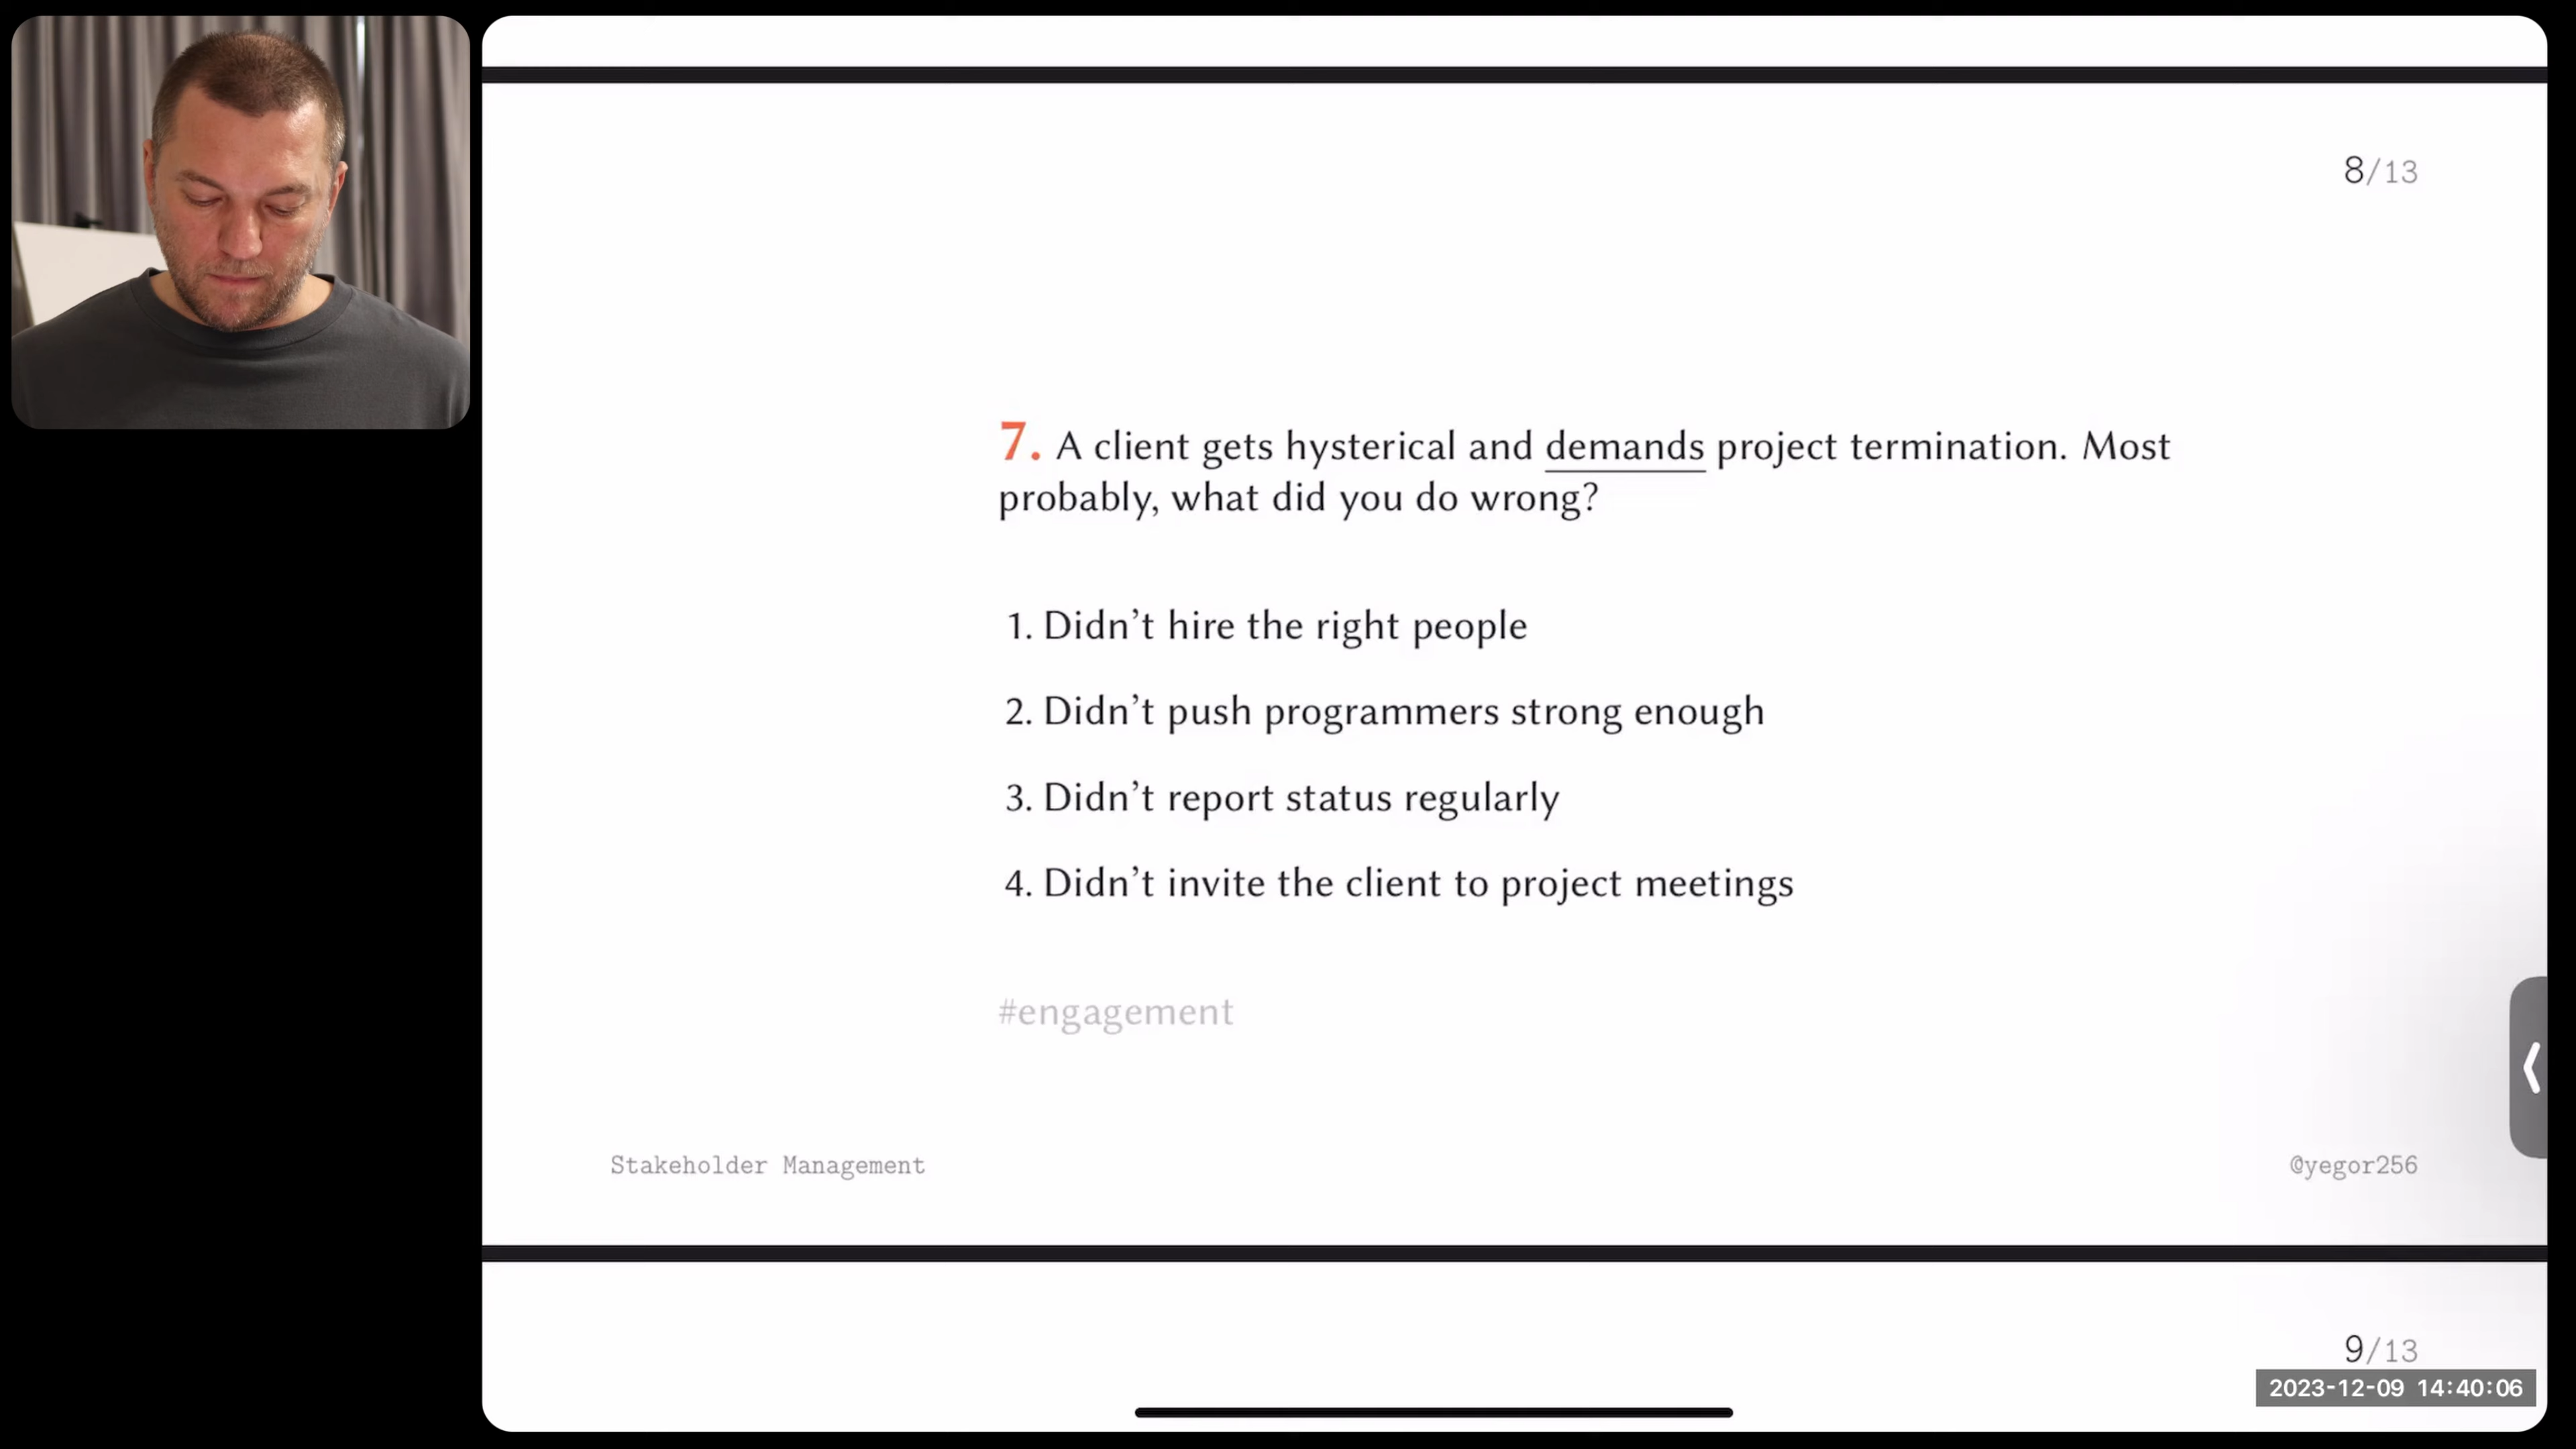 8/13
7. A client gets hysterical and demands project termination. Most
probably, what did you do wrong?
1. Didn’t hire the right people
2. Didn’t push programmers strong enough
3. Didn’t report status regularly
4. Didn’t invite the client to project meetings
#engagement
Stakeholder Management
@yegor256
9/13
2023-12-09 14:40:06